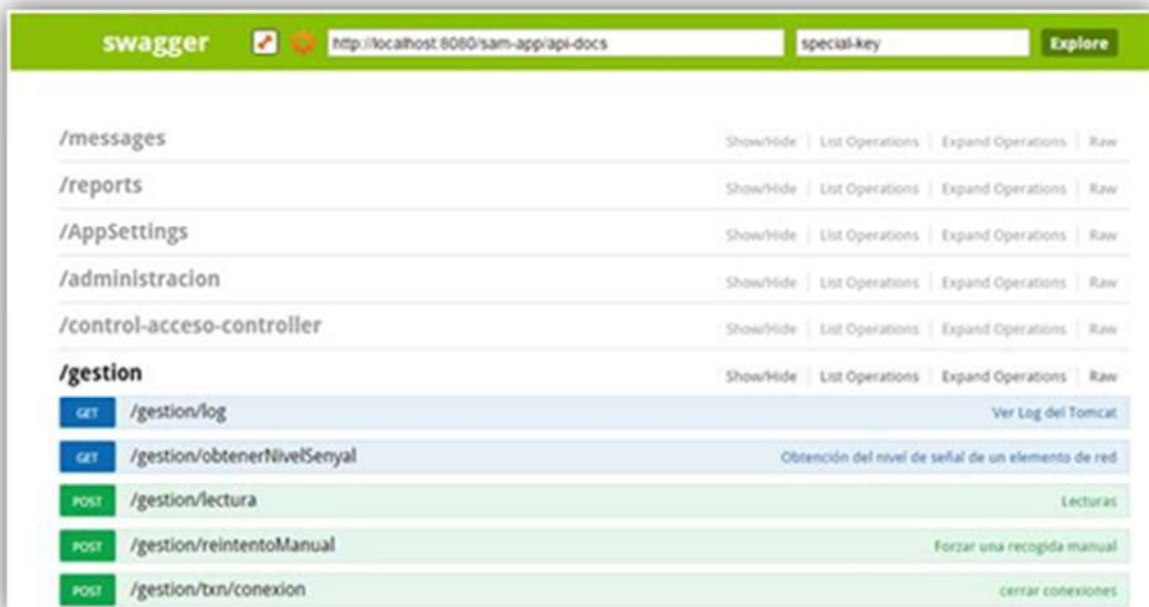 swagger http://localhost:8080/sam-app/api-docs special-key Explore
/messages Show/Hide List Operations Expand Operations Raw
/reports Show/Hide List Operations Expand Operations Raw
/AppSettings Show/Hide List Operations Expand Operations Raw
/administracion Show/Hide List Operations Expand Operations Raw
/control-acceso-controller Show/Hide List Operations Expand Operations Raw
/gestion Show/Hide List Operations Expand Operations Raw
GET /gestion/log Ver Log del Tomcat
GET /gestion/obtenerNivelSenyal Obtención del nivel de señal de un elemento de red
POST /gestion/lectura Lecturas
POST /gestion/reintentoManual Forzar una recogida manual
POST /gestion/txn/conexion cerrar conexiones